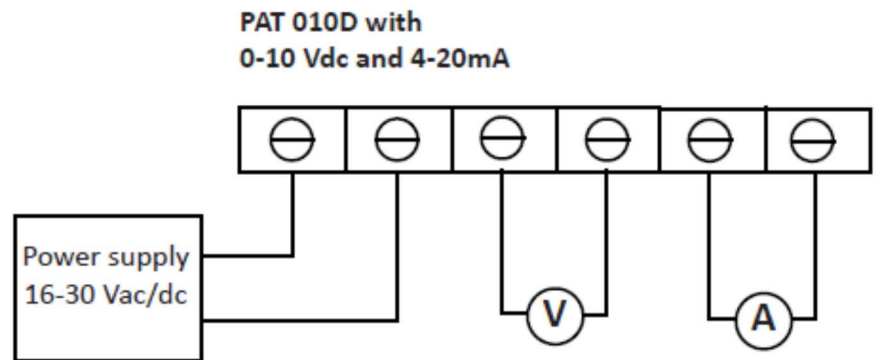 PAT 010D with
0-10 Vdc and 4-20mA
Power supply
16-30 Vac/dc
V
A